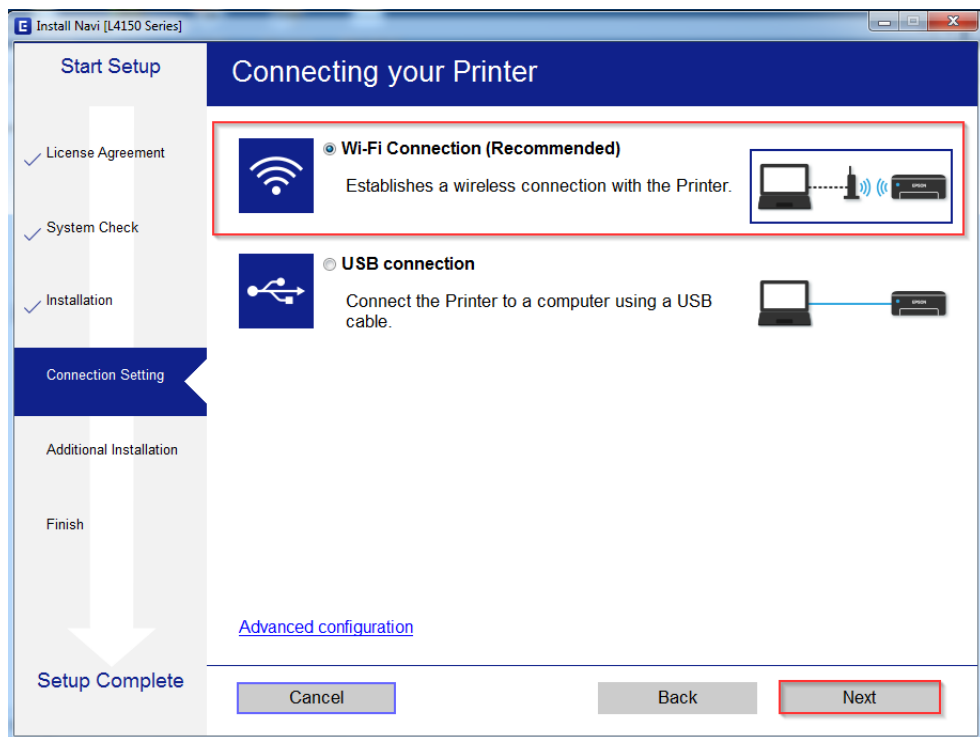 Install Navi [L4150 Series]
Start Setup
Connecting your Printer
License Agreement
System Check
Installation
Connection Setting
Additional Installation
Finish
Setup Complete
Wi-Fi Connection (Recommended)
Establishes a wireless connection with the Printer.
EPSON
USB connection
Connect the Printer to a computer using a USB
cable.
EPSON
Advanced configuration
Cancel
Back
Next